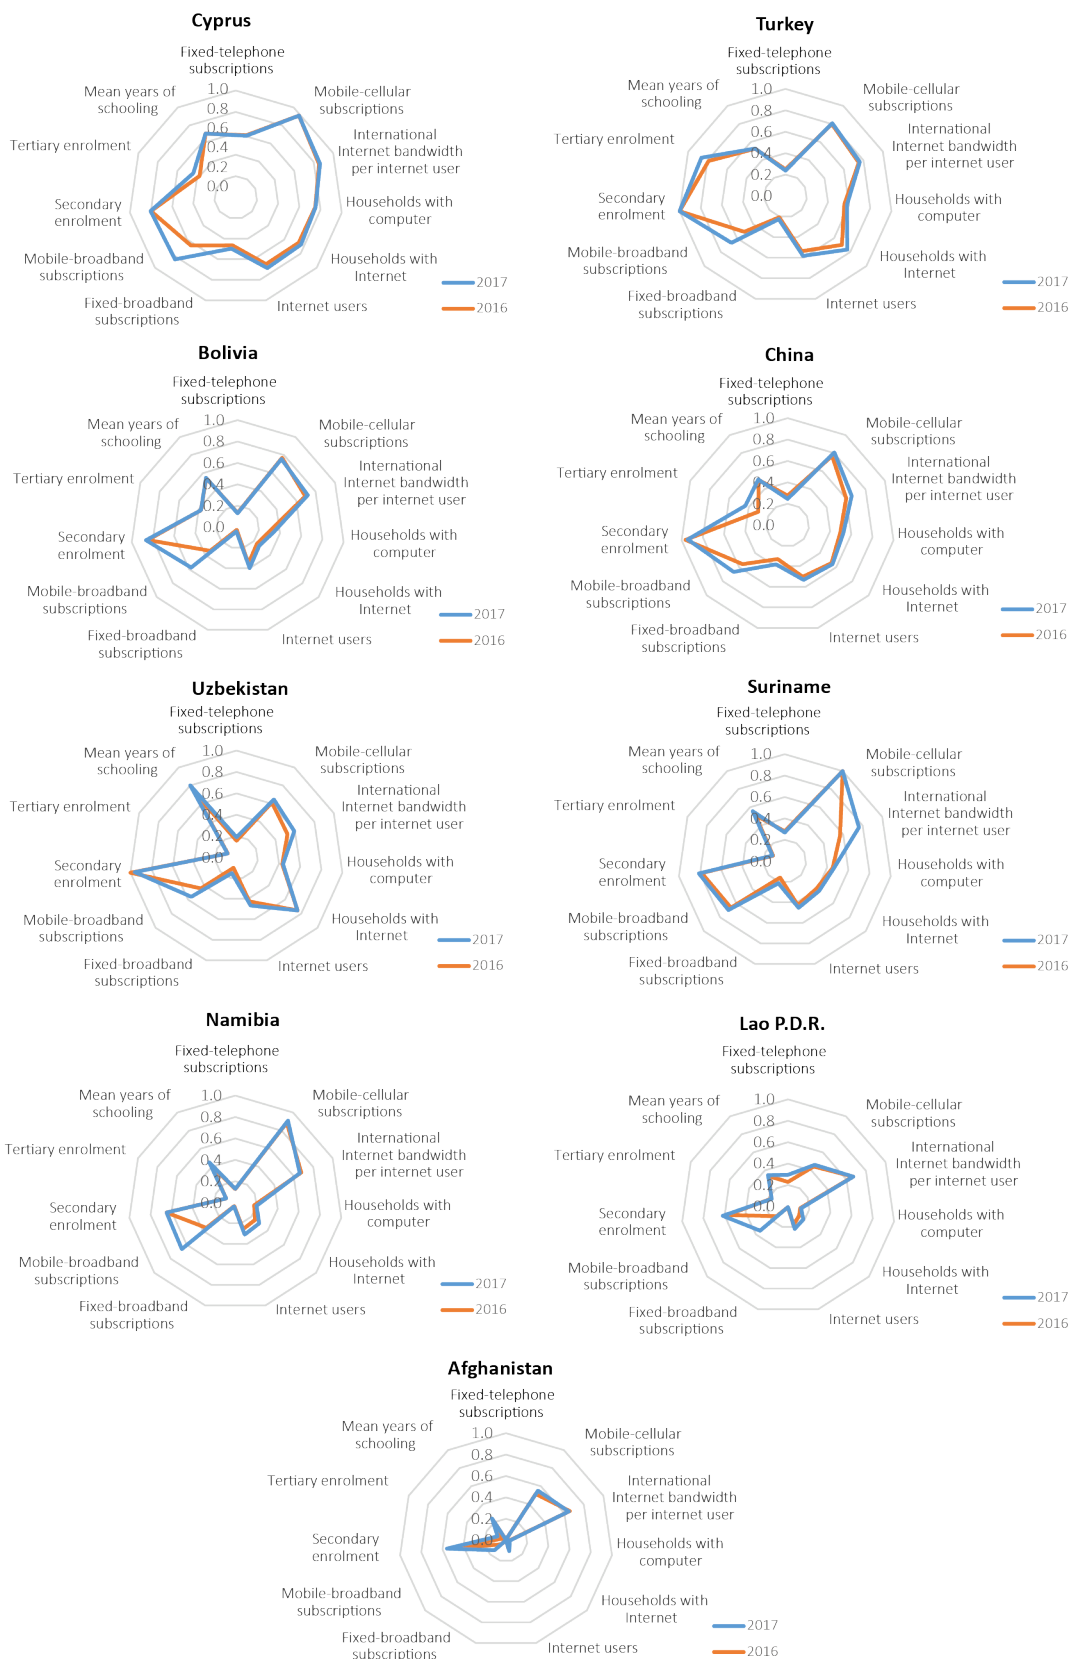 Cyprus
Fixed-telephone
subscriptions
1.0
0.8
0.6
0.4
0.2
0.0
Mean years of
schooling
Mobile-cellular
subscriptions
Tertiary enrolment
International
Internet bandwidth
per internet user
Secondary
enrolment
Households with
computer
Mobile-broadband
subscriptions
Households with
Internet
Fixed-broadband
subscriptions
Internet users
2017
2016
Turkey
Fixed-telephone
subscriptions
1.0
0.8
0.6
0.4
0.2
0.0
Mean years of
schooling
Mobile-cellular
subscriptions
Tertiary enrolment
International
Internet bandwidth
per internet user
Secondary
enrolment
Households with
computer
Mobile-broadband
subscriptions
Households with
Internet
Fixed-broadband
subscriptions
Internet users
2017
2016
Bolivia
Fixed-telephone
subscriptions
1.0
0.8
0.6
0.4
0.2
0.0
Mean years of
schooling
Mobile-cellular
subscriptions
Tertiary enrolment
International
Internet bandwidth
per internet user
Secondary
enrolment
Households with
computer
Mobile-broadband
subscriptions
Households with
Internet
Fixed-broadband
subscriptions
Internet users
2017
2016
China
Fixed-telephone
subscriptions
1.0
0.8
0.6
0.4
0.2
0.0
Mean years of
schooling
Mobile-cellular
subscriptions
Tertiary enrolment
International
Internet bandwidth
per internet user
Secondary
enrolment
Households with
computer
Mobile-broadband
subscriptions
Households with
Internet
Fixed-broadband
subscriptions
Internet users
2017
2016
Uzbekistan
Fixed-telephone
subscriptions
1.0
0.8
0.6
0.4
0.2
0.0
Mean years of
schooling
Mobile-cellular
subscriptions
Tertiary enrolment
International
Internet bandwidth
per internet user
Secondary
enrolment
Households with
computer
Mobile-broadband
subscriptions
Households with
Internet
Fixed-broadband
subscriptions
Internet users
2017
2016
Suriname
Fixed-telephone
subscriptions
1.0
0.8
0.6
0.4
0.2
0.0
Mean years of
schooling
Mobile-cellular
subscriptions
Tertiary enrolment
International
Internet bandwidth
per internet user
Secondary
enrolment
Households with
computer
Mobile-broadband
subscriptions
Households with
Internet
Fixed-broadband
subscriptions
Internet users
2017
2016
Namibia
Fixed-telephone
subscriptions
1.0
0.8
0.6
0.4
0.2
0.0
Mean years of
schooling
Mobile-cellular
subscriptions
Tertiary enrolment
International
Internet bandwidth
per internet user
Secondary
enrolment
Households with
computer
Mobile-broadband
subscriptions
Households with
Internet
Fixed-broadband
subscriptions
Internet users
2017
2016
Lao P.D.R.
Fixed-telephone
subscriptions
1.0
0.8
0.6
0.4
0.2
0.0
Mean years of
schooling
Mobile-cellular
subscriptions
Tertiary enrolment
International
Internet bandwidth
per internet user
Secondary
enrolment
Households with
computer
Mobile-broadband
subscriptions
Households with
Internet
Fixed-broadband
subscriptions
Internet users
2017
2016
Afghanistan
Fixed-telephone
subscriptions
1.0
0.8
0.6
0.4
0.2
0.0
Mean years of
schooling
Mobile-cellular
subscriptions
Tertiary enrolment
International
Internet bandwidth
per internet user
Secondary
enrolment
Households with
computer
Mobile-broadband
subscriptions
Households with
Internet
Fixed-broadband
subscriptions
Internet users
2017
2016